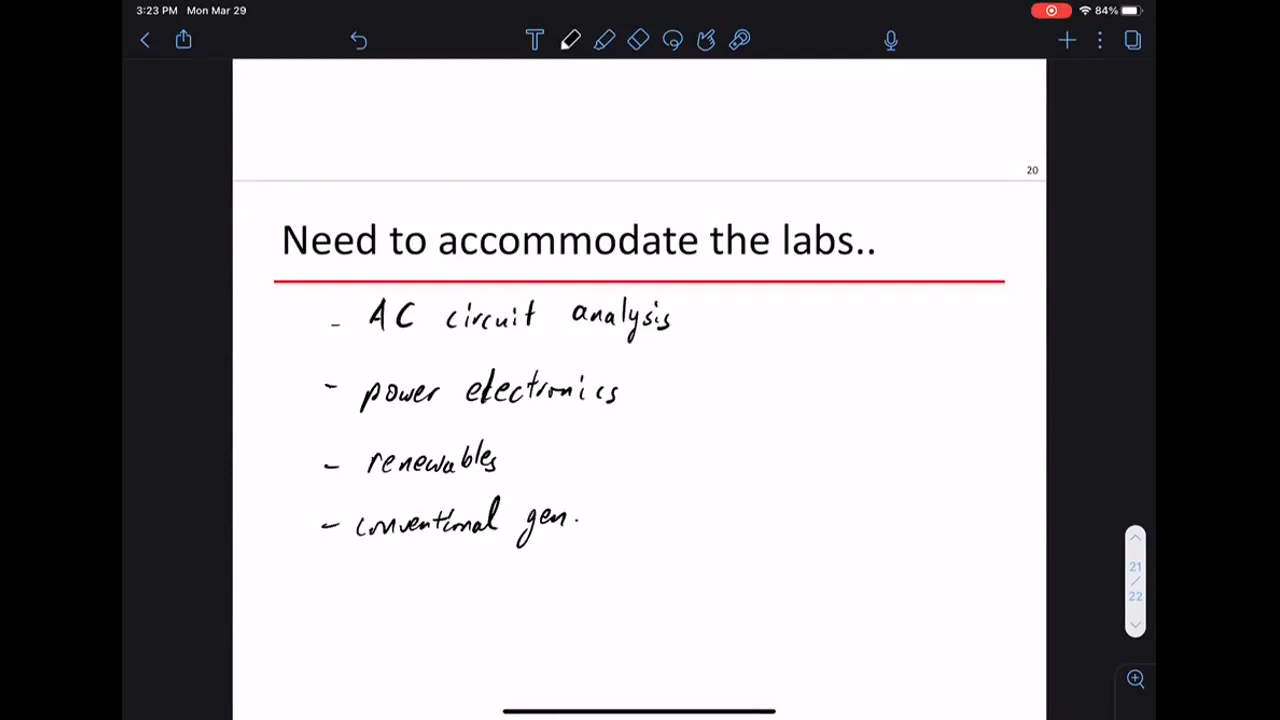 3:23 PM Mon Mar 29
84%
T
20
Need to accommodate the labs..
- AC circuit analysis
- power electronics
- renewables
- conventional gen.
21
/
22